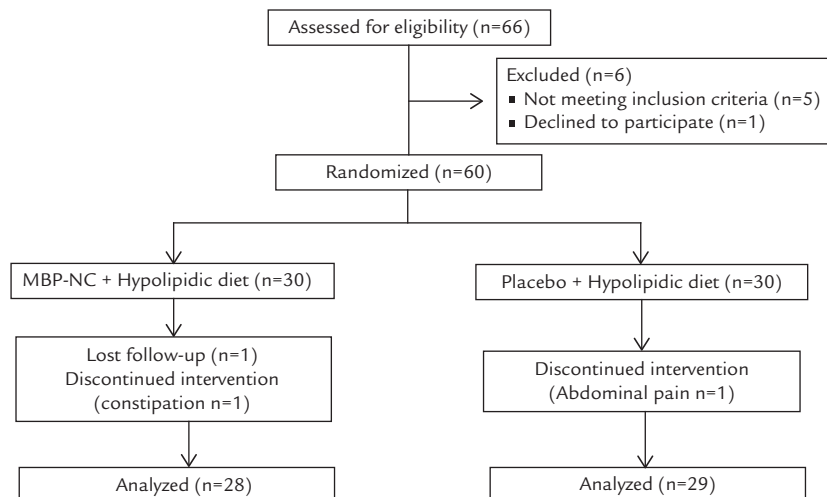 Assessed for eligibility (n=66)
Excluded (n=6)
▪ Not meeting inclusion criteria (n=5)
▪ Declined to participate (n=1)
Randomized (n=60)
MBP-NC + Hypolipidic diet (n=30)
Placebo + Hypolipidic diet (n=30)
Lost follow-up (n=1)
Discontinued intervention
(constipation n=1)
Discontinued intervention
(Abdominal pain n=1)
Analyzed (n=28)
Analyzed (n=29)